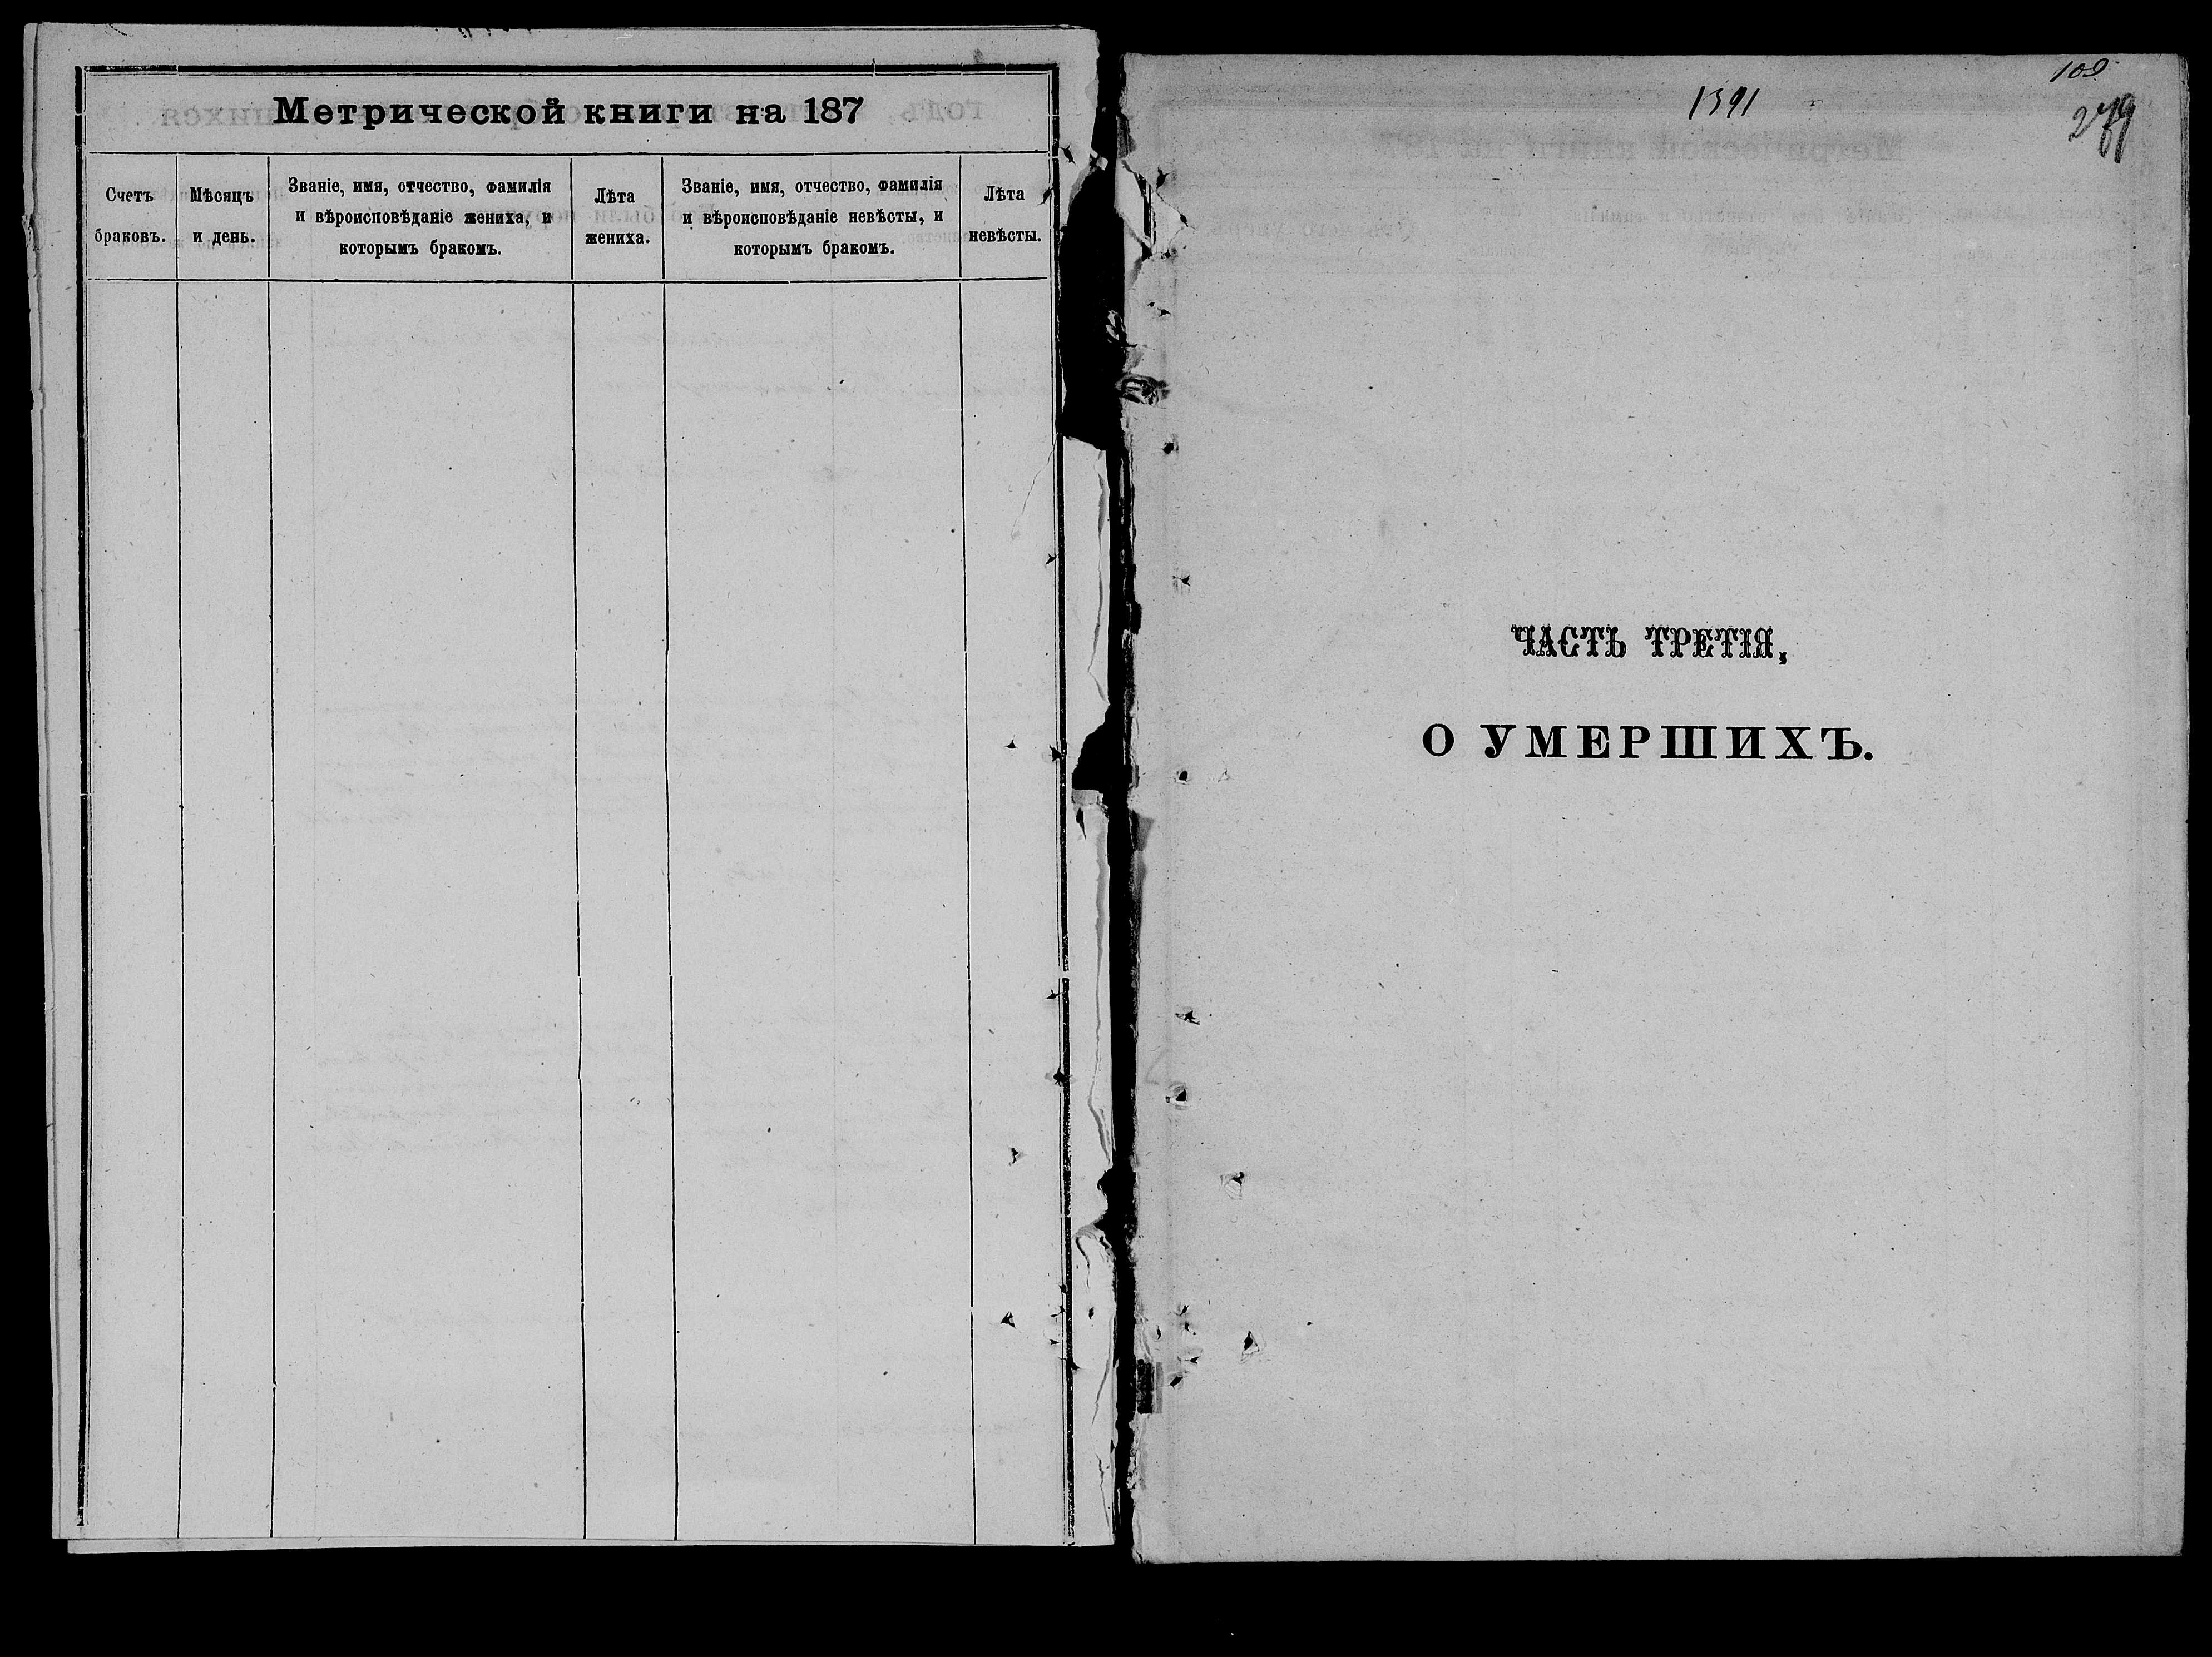 Метрической книги на 187
Счетъ
браковъ.
Мѣсяцъ
и день.
Званіе, имя, отчество, фамилія
и вѣроисповѣданіе жениха, и
которымъ бракомъ.
Лѣта
жениха.
Званіе, имя, отчество, фамилія
и вѣроисповѣданіе невѣсты, и
которымъ бракомъ.
Лѣта
невѣсты.
109
1391
ЧАСТЬ ТРЕТІЯ,
О УМЕРШИХЪ.